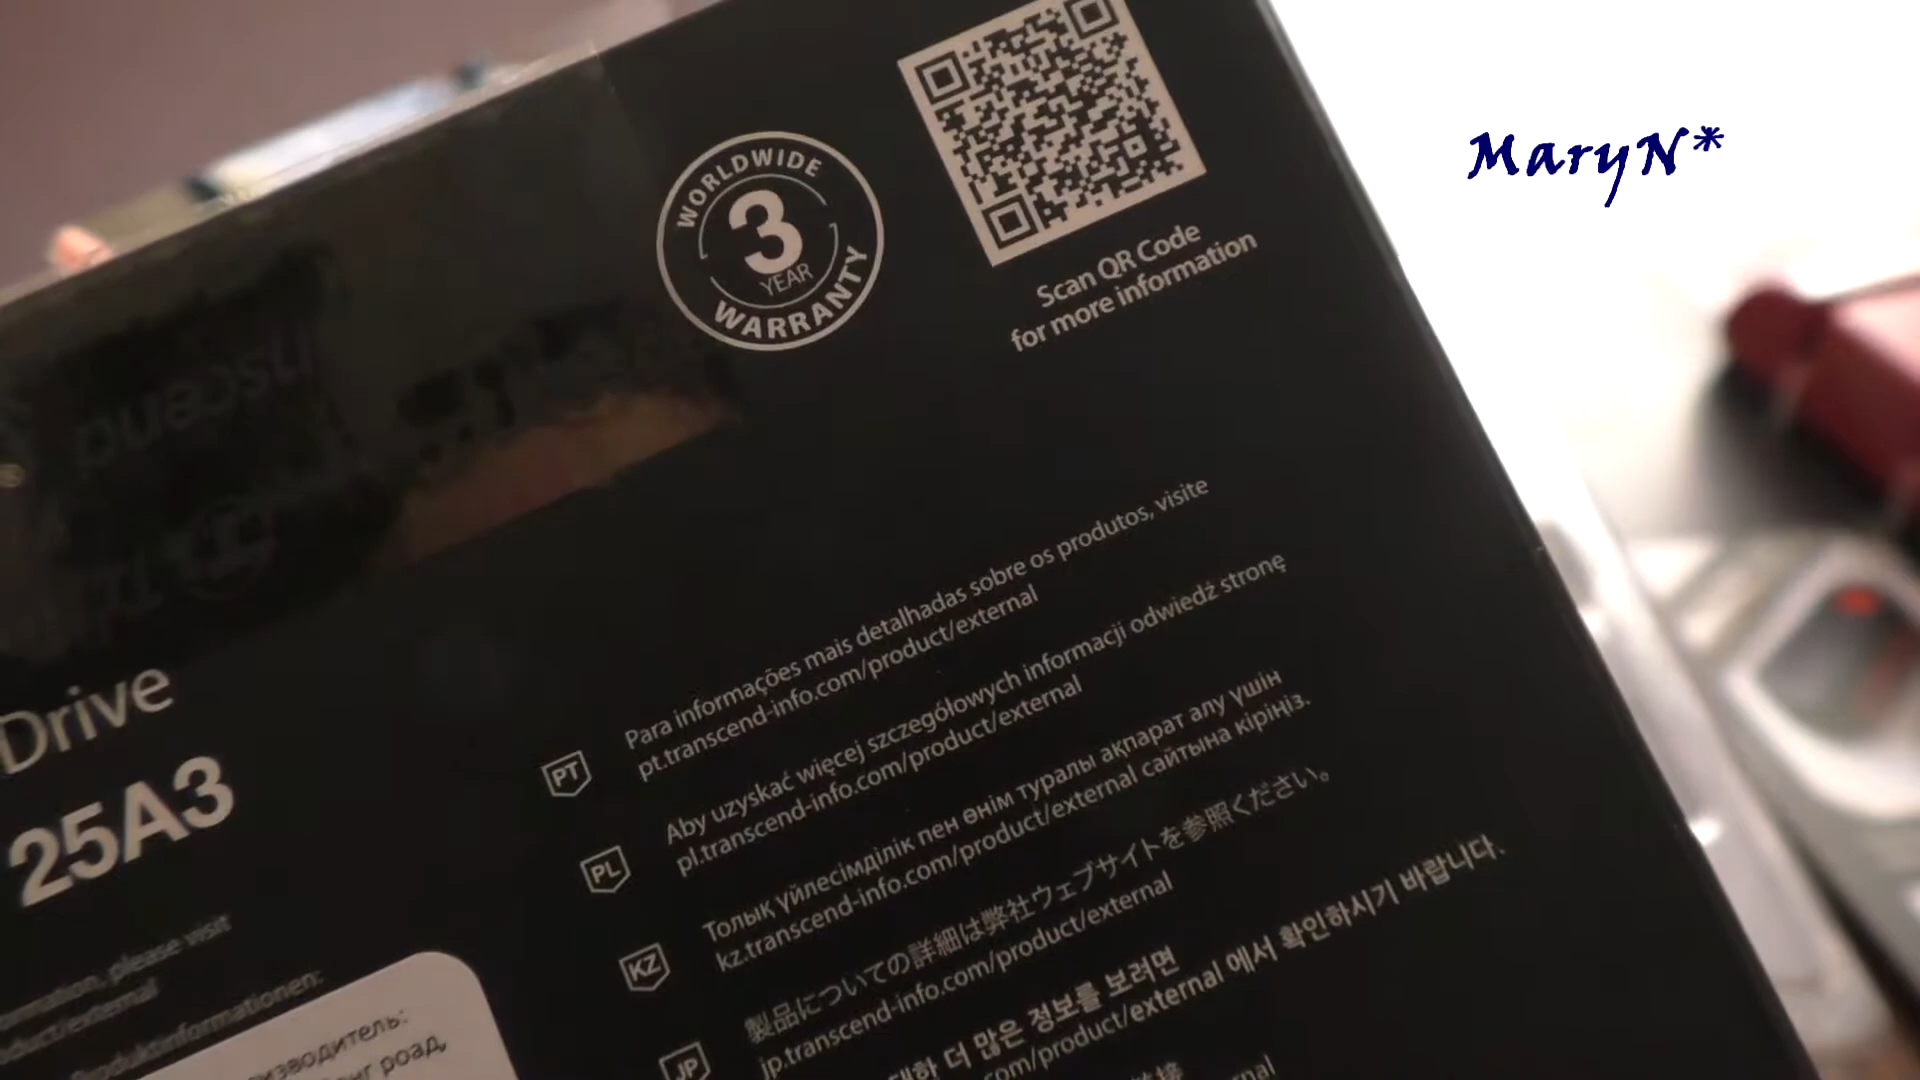 MaryN*
WORLDWIDE
3
YEAR
WARRANTY
Scan QR Code
for more information
Drive
25A3
please visit
PT
Para informações mais detalhadas sobre os produtos, visite
pt.transcend-info.com/product/external
PL
Aby uzyskać więcej szczegółowych informacji odwiedź stronę
pl.transcend-info.com/product/external
KZ
Толық үйлесімділік пен өнім туралы ақпарат алу үшін
kz.transcend-info.com/product/external сайтына кіріңіз.
JP
製品についての詳細は弊社ウェブサイトを参照ください。
jp.transcend-info.com/product/external
더 많은 정보를 보려면
com/product/external 에서 확인하시기 바랍니다.
роад,